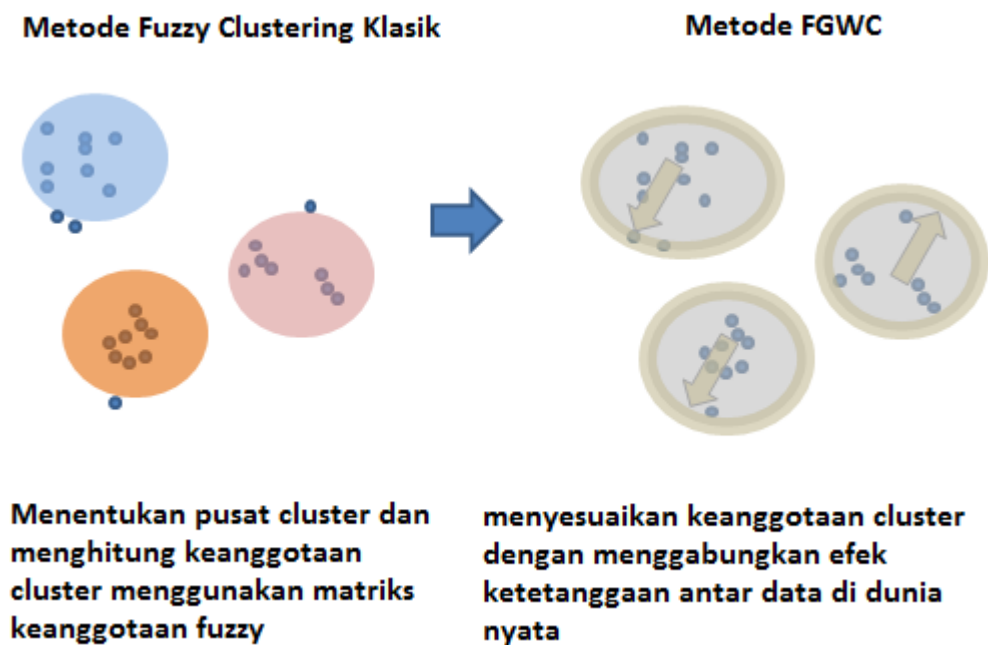 Metode Fuzzy Clustering Klasik
Metode FGWC
Menentukan pusat cluster dan
menghitung keanggotaan
cluster menggunakan matriks
keanggotaan fuzzy
menyesuaikan keanggotaan cluster
dengan menggabungkan efek
ketetanggaan antar data di dunia
nyata